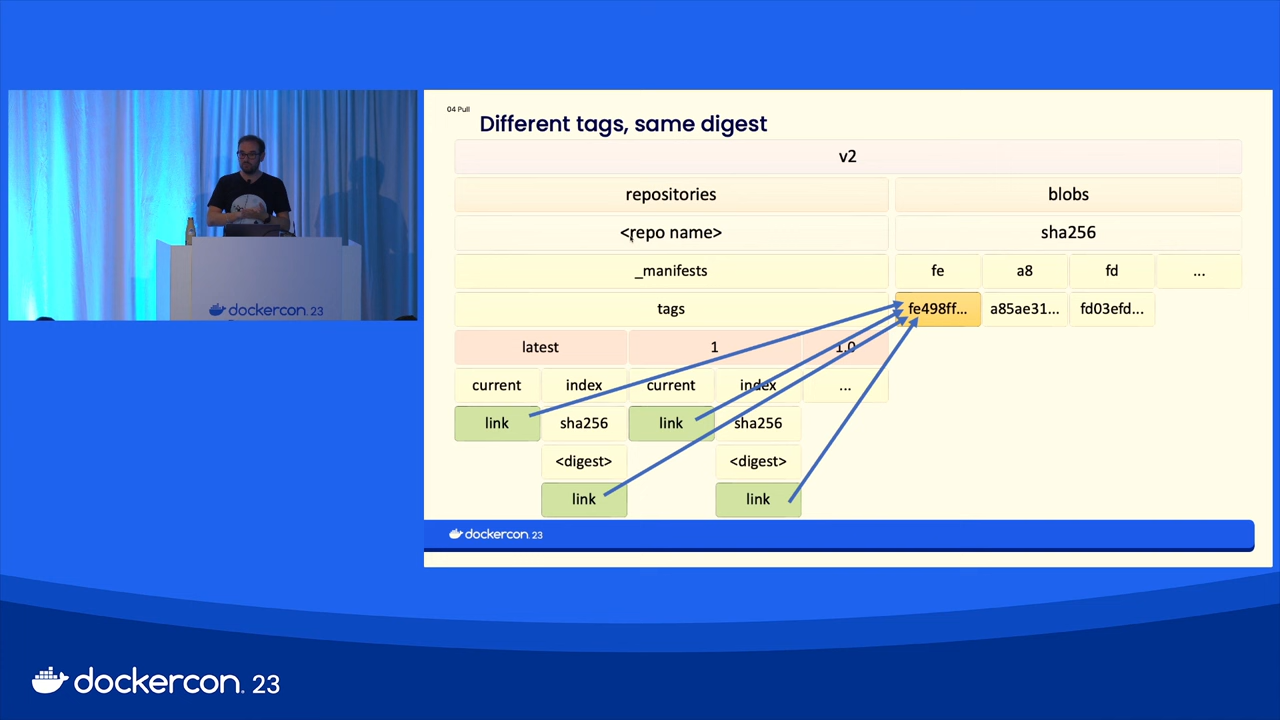 04 Pull
Different tags, same digest
v2
repositories
blobs
<repo name>
sha256
_manifests
fe
a8
fd
...
tags
fe498ff...
a85ae31...
fd03efd...
latest
1
1.0
current
index
current
index
...
link
sha256
link
sha256
<digest>
<digest>
link
link
dockercon 23
dockercon 23
dockercon. 23